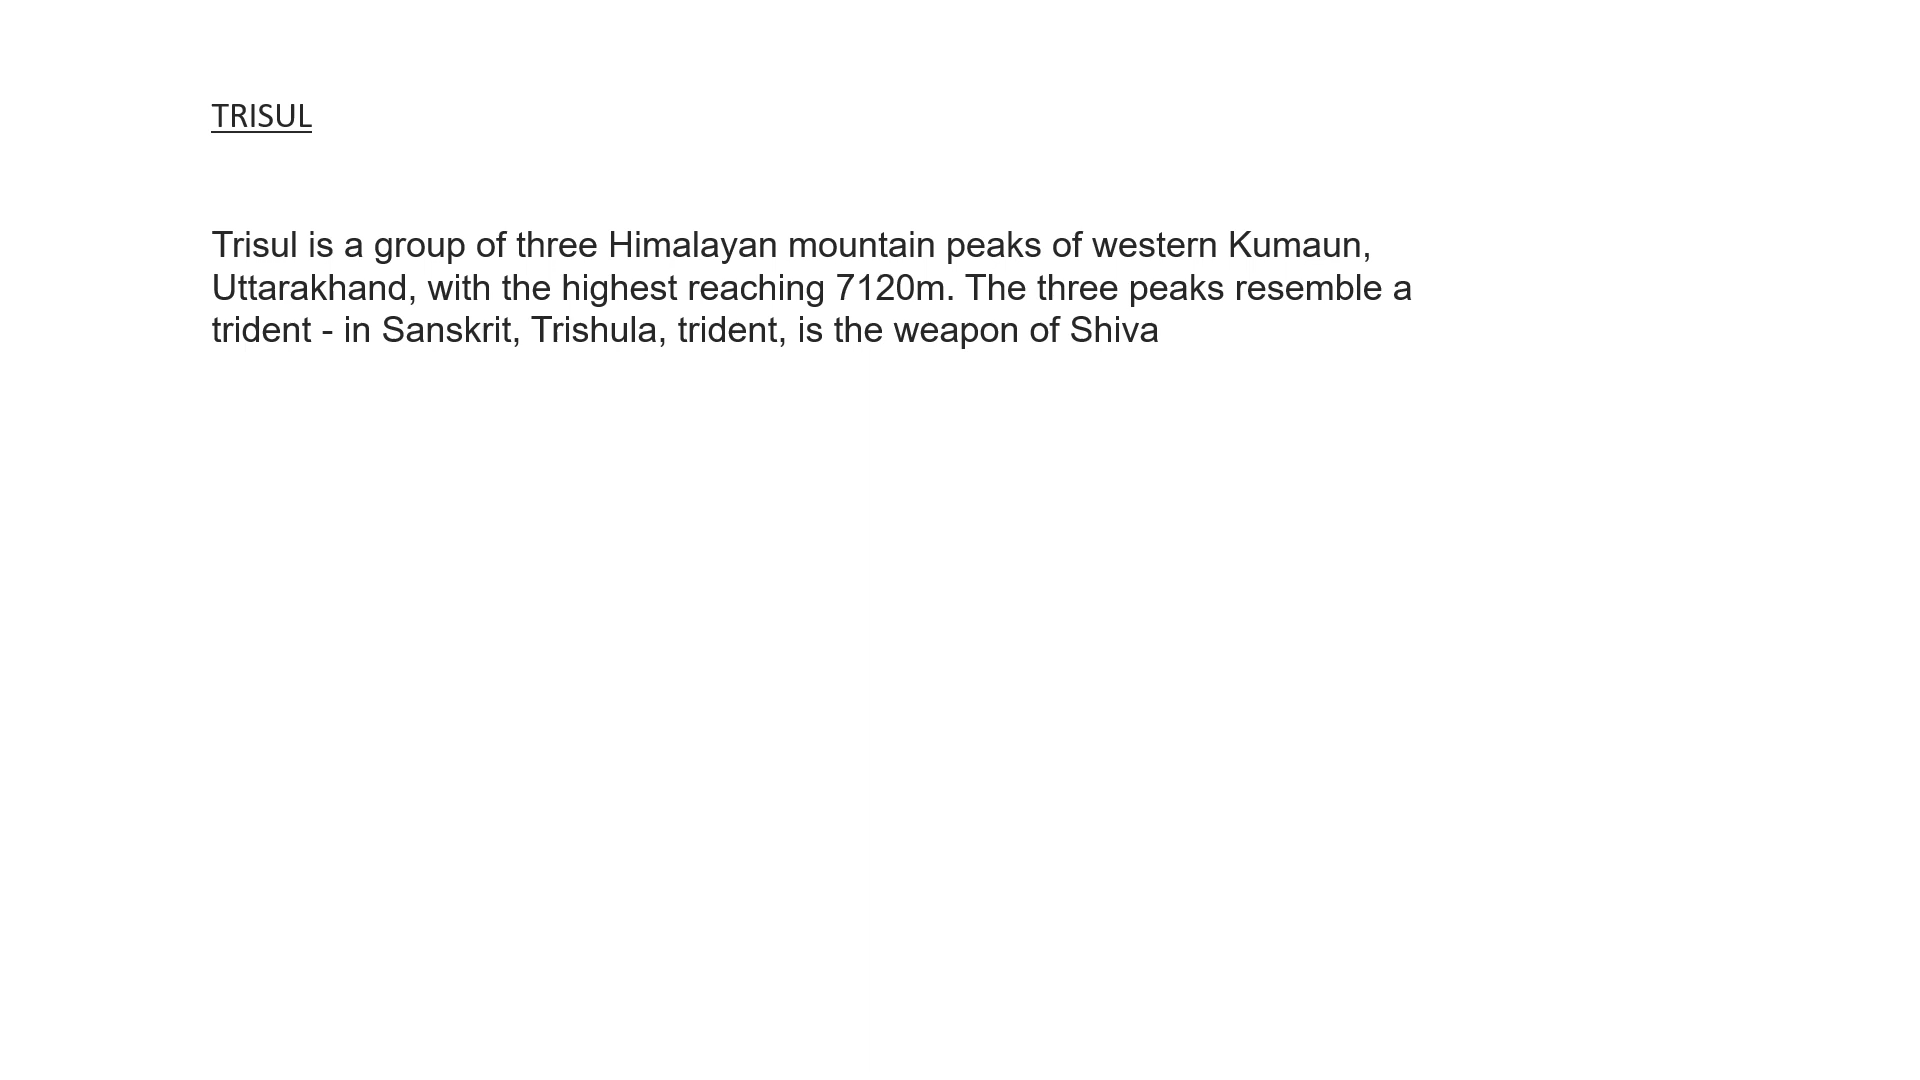 TRISUL
Trisul is a group of three Himalayan mountain peaks of western Kumaun,
Uttarakhand, with the highest reaching 7120m. The three peaks resemble a
trident - in Sanskrit, Trishula, trident, is the weapon of Shiva